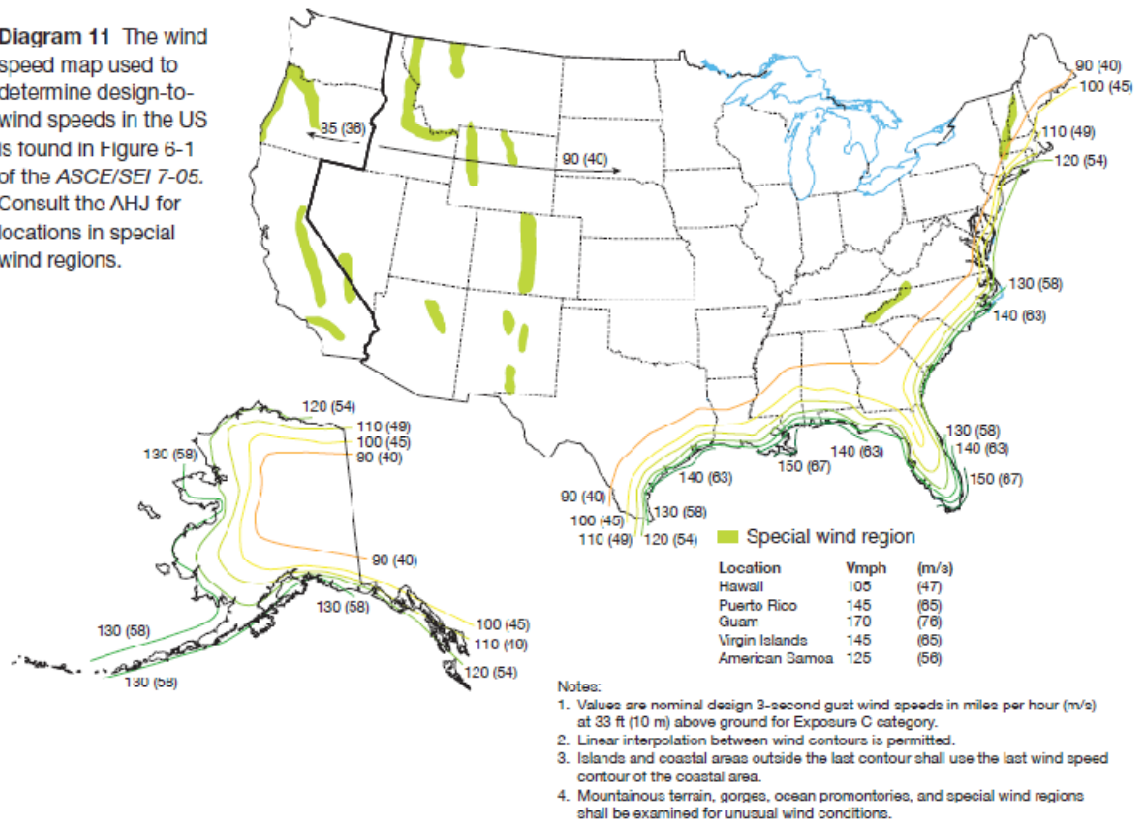 Diagram 11 The wind
speed map used to
determine design-to-
wind speeds in the US
is found in Figure 6-1
of the ASCE/SEI 7-05.
Consult the AHJ for
locations in special
wind regions.
85 (38)
90 (40)
90 (40)
100 (45)
110 (49)
120 (54)
130 (58)
140 (63)
130 (58)
140 (63)
150 (67)
140 (63)
150 (67)
140 (63)
90 (40)
100 (45)
110 (49)
120 (54)
130 (58)
120 (54)
110 (49)
100 (45)
90 (40)
130 (58)
90 (40)
130 (58)
100 (45)
110 (49)
120 (54)
130 (58)
130 (58)
Special wind region
Location Vmph (m/s)
Hawaii 105 (47)
Puerto Rico 145 (65)
Guam 170 (76)
Virgin Islands 145 (65)
American Samoa 125 (56)
Notes:
1. Values are nominal design 3-second gust wind speeds in miles per hour (m/s)
at 33 ft (10 m) above ground for Exposure C category.
2. Linear interpolation between wind contours is permitted.
3. Islands and coastal areas outside the last contour shall use the last wind speed
contour of the coastal area.
4. Mountainous terrain, gorges, ocean promontories, and special wind regions
shall be examined for unusual wind conditions.